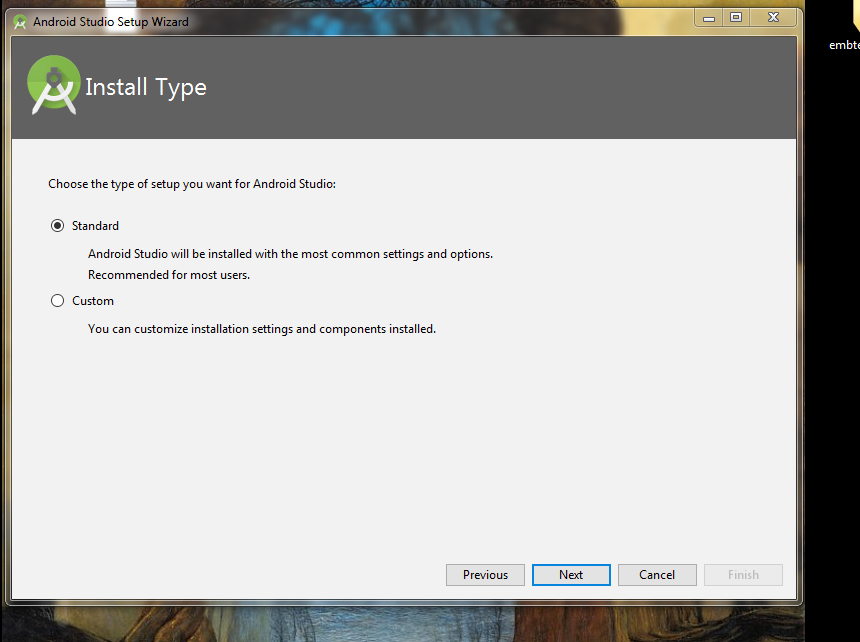 Android Studio Setup Wizard
Install Type
Choose the type of setup you want for Android Studio:
Standard
Android Studio will be installed with the most common settings and options.
Recommended for most users.
Custom
You can customize installation settings and components installed.
Previous Next Cancel Finish